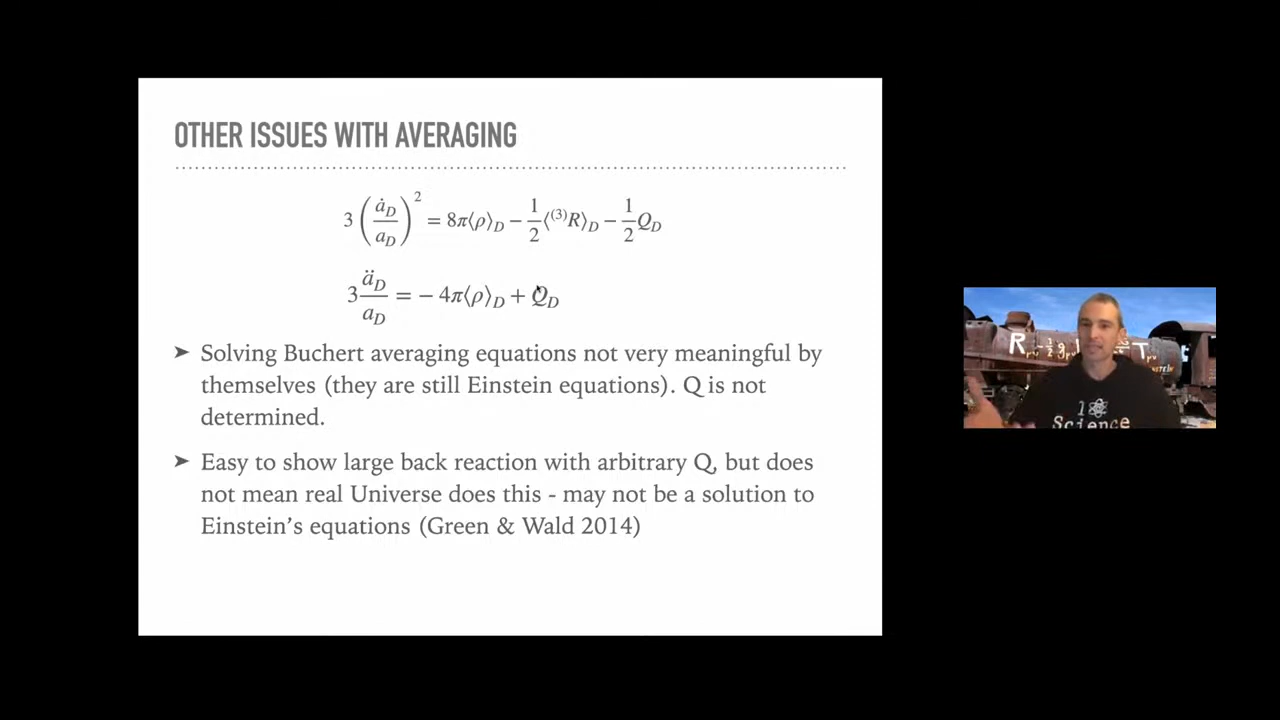 OTHER ISSUES WITH AVERAGING
3 (ȧ_D / a_D)² = 8π⟨ρ⟩_D − 1/2 ⟨⁽³⁾R⟩_D − 1/2 Q_D
3 ä_D / a_D = − 4π⟨ρ⟩_D + Q_D
➤ Solving Buchert averaging equations not very meaningful by
themselves (they are still Einstein equations). Q is not
determined.
➤ Easy to show large back reaction with arbitrary Q, but does
not mean real Universe does this - may not be a solution to
Einstein’s equations (Green & Wald 2014)
Science